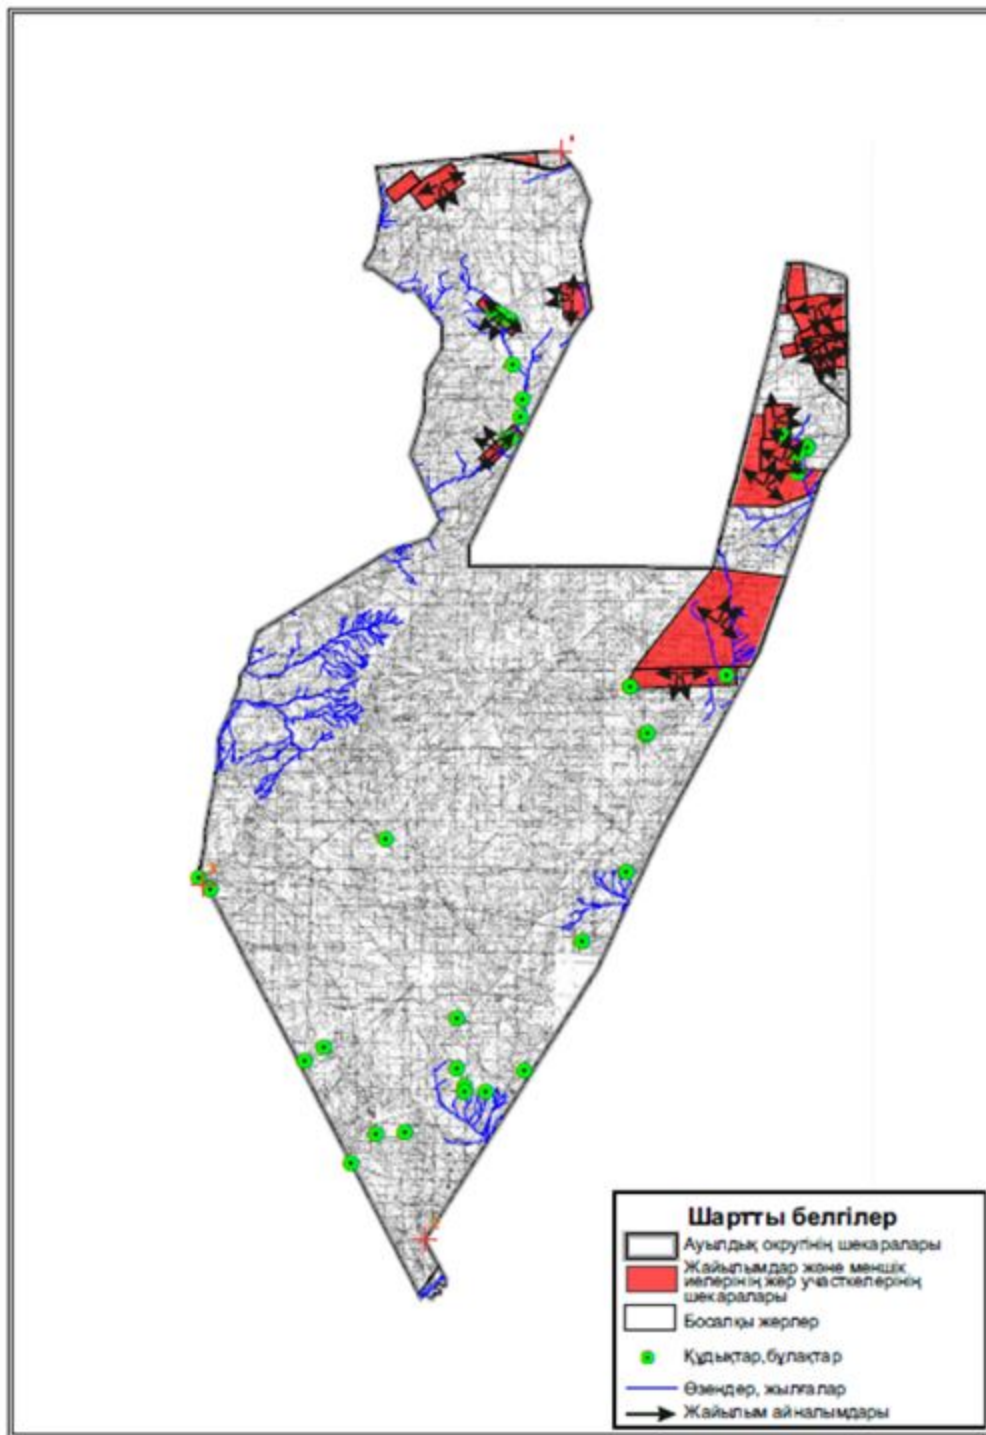 Шартты белгілер
Ауылдық округінің шекаралары
Жайылымдар және меншік
иелерінің жер участкелерінің
шекаралары
Босалқы жерлер
Құдықтар,бұлақтар
Өзендер, жылғалар
Жайылым айналымдары